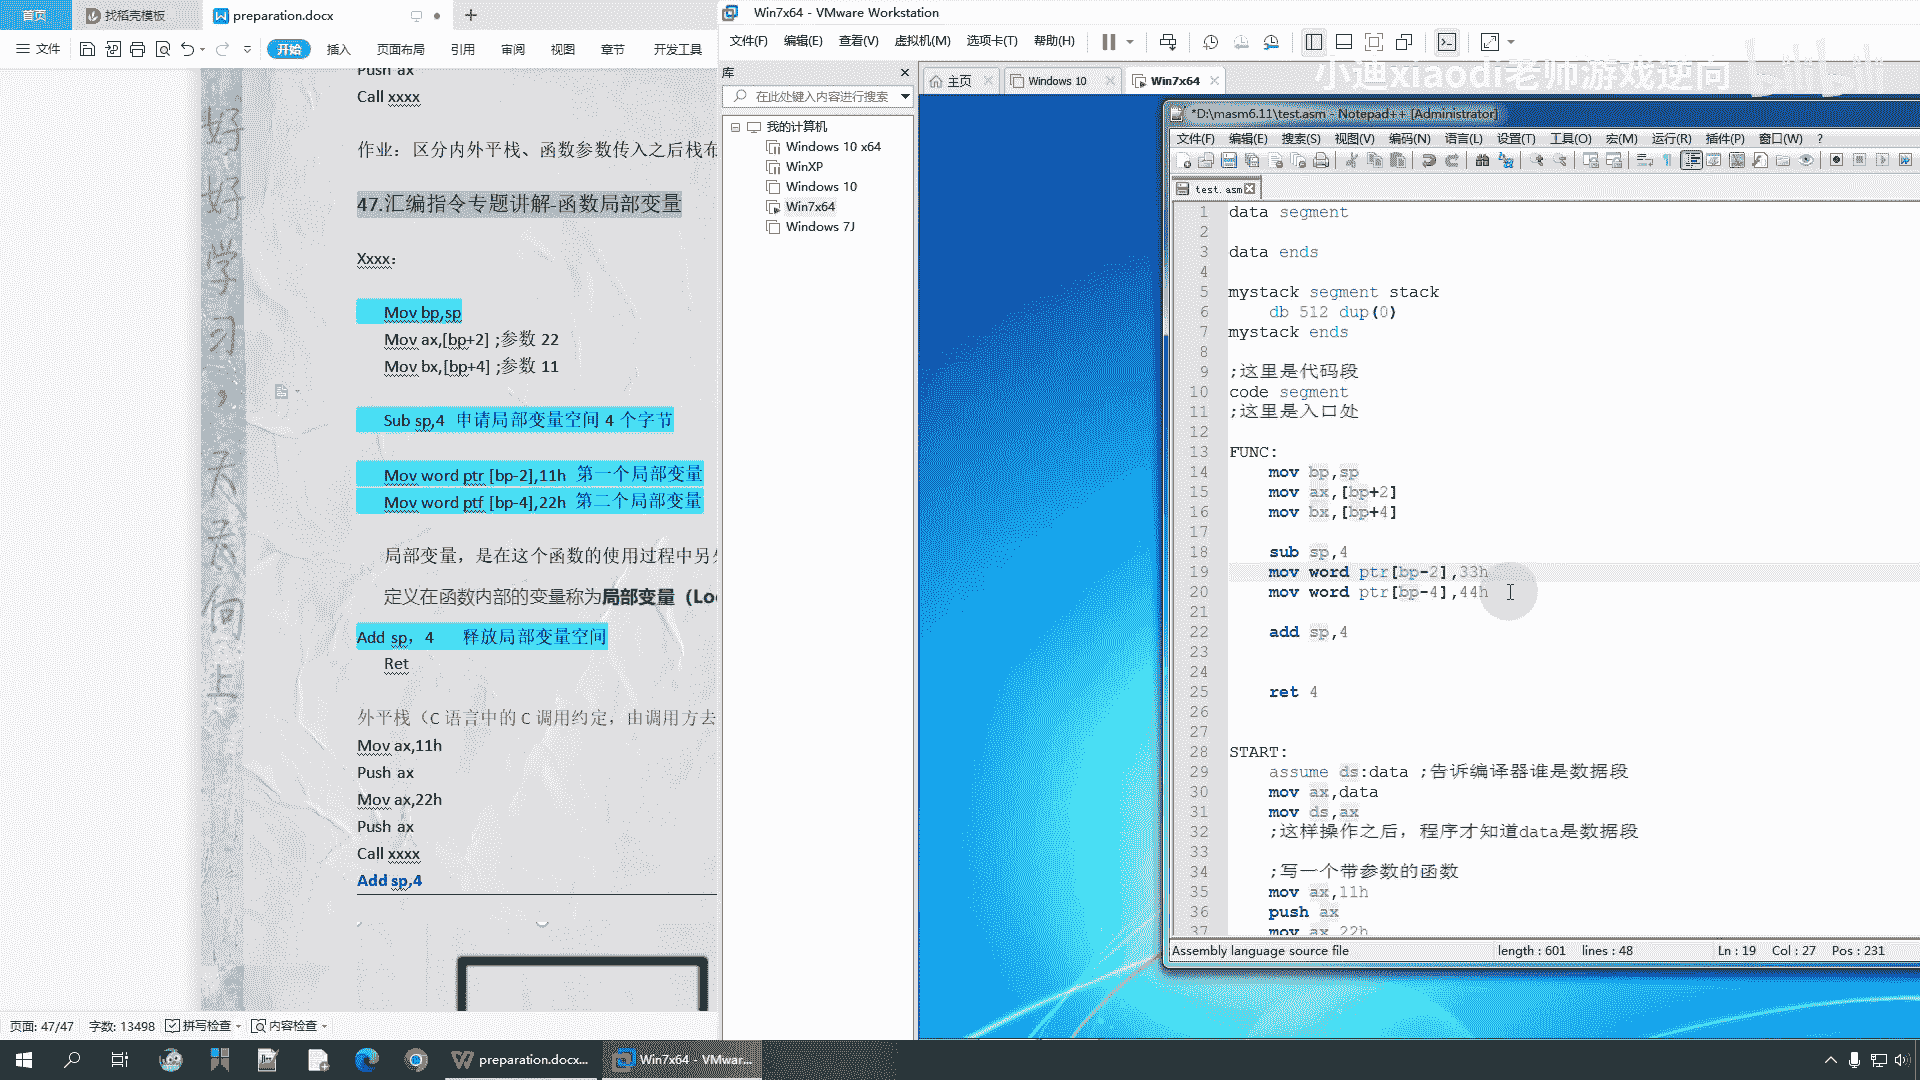 首页
找稻壳模板
preparation.docx
文件
开始
插入
页面布局
引用
审阅
视图
章节
开发工具
Push ax
Call xxxx
作业：区分内外平栈、函数参数传入之后栈布
47.汇编指令专题讲解-函数局部变量
Xxxx：
Mov bp,sp
Mov ax,[bp+2] ;参数 22
Mov bx,[bp+4] ;参数 11
Sub sp,4 申请局部变量空间 4 个字节
Mov word ptr [bp-2],11h 第一个局部变量
Mov word ptf [bp-4],22h 第二个局部变量
局部变量，是在这个函数的使用过程中另
定义在函数内部的变量称为局部变量（Lo
Add sp，4 释放局部变量空间
Ret
外平栈（C 语言中的 C 调用约定，由调用方去
Mov ax,11h
Push ax
Mov ax,22h
Push ax
Call xxxx
Add sp,4
好好学习，天天向上
页面: 47/47
字数: 13498
拼写检查
内容检查
Win7x64 - VMware Workstation
文件(F)
编辑(E)
查看(V)
虚拟机(M)
选项卡(T)
帮助(H)
库
在此处键入内容进行搜索
我的计算机
Windows 10 x64
WinXP
Windows 10
Win7x64
Windows 7J
主页
Windows 10
Win7x64
小迪xiaodi老师游戏逆向
bilibili
*D:\masm6.11\test.asm - Notepad++ [Administrator]
文件(F) 编辑(E) 搜索(S) 视图(V) 编码(N) 语言(L) 设置(T) 工具(O) 宏(M) 运行(R) 插件(P) 窗口(W) ?
test.asm
1 data segment
2
3 data ends
4
5 mystack segment stack
6 db 512 dup(0)
7 mystack ends
8
9 ;这里是代码段
10 code segment
11 ;这里是入口处
12
13 FUNC:
14 mov bp,sp
15 mov ax,[bp+2]
16 mov bx,[bp+4]
17
18 sub sp,4
19 mov word ptr[bp-2],33h
20 mov word ptr[bp-4],44h
21
22 add sp,4
23
24
25 ret 4
26
27
28 START:
29 assume ds:data ;告诉编译器谁是数据段
30 mov ax,data
31 mov ds,ax
32 ;这样操作之后，程序才知道data是数据段
33
34 ;写一个带参数的函数
35 mov ax,11h
36 push ax
37 mov ax,22h
Assembly language source file
length : 601 lines : 48
Ln : 19 Col : 27 Pos : 231
preparation.docx...
Win7x64 - VMwar...